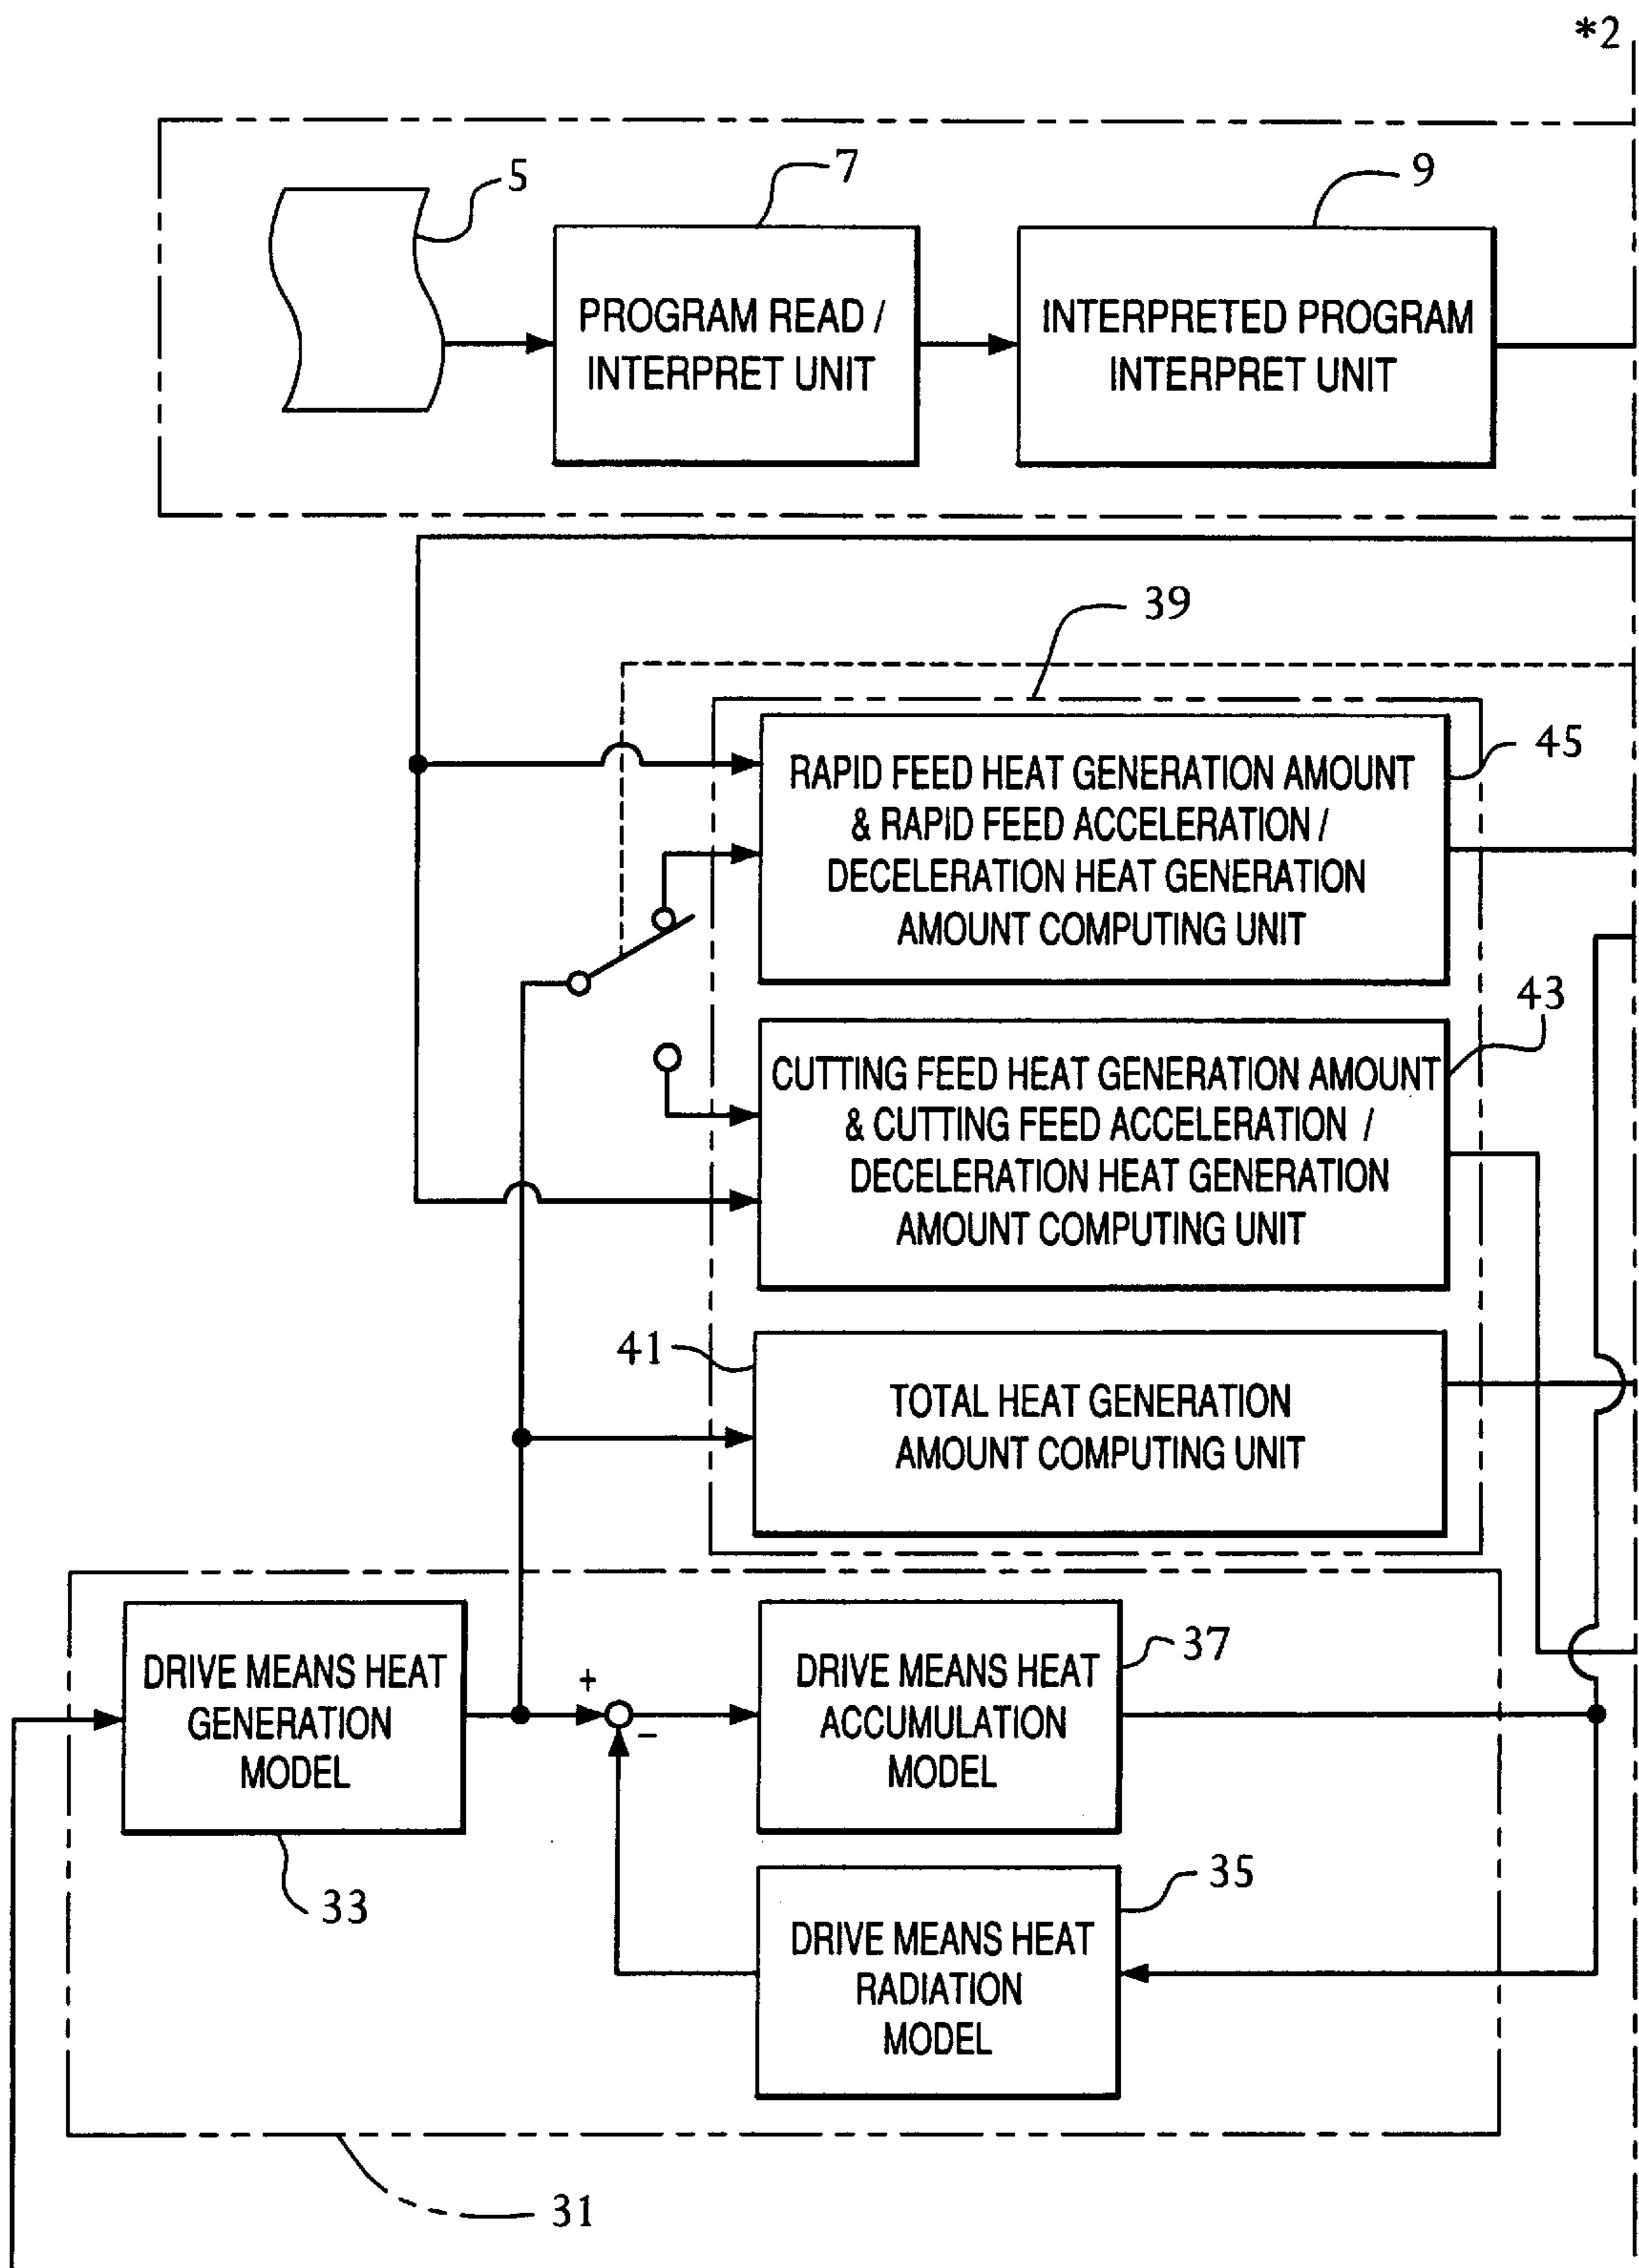 *2
5
7
9
PROGRAM READ /
INTERPRET UNIT
INTERPRETED PROGRAM
INTERPRET UNIT
39
45
RAPID FEED HEAT GENERATION AMOUNT
& RAPID FEED ACCELERATION /
DECELERATION HEAT GENERATION
AMOUNT COMPUTING UNIT
43
CUTTING FEED HEAT GENERATION AMOUNT
& CUTTING FEED ACCELERATION /
DECELERATION HEAT GENERATION
AMOUNT COMPUTING UNIT
41
TOTAL HEAT GENERATION
AMOUNT COMPUTING UNIT
DRIVE MEANS HEAT
GENERATION
MODEL
33
+
-
DRIVE MEANS HEAT
ACCUMULATION
MODEL
37
35
DRIVE MEANS HEAT
RADIATION
MODEL
31